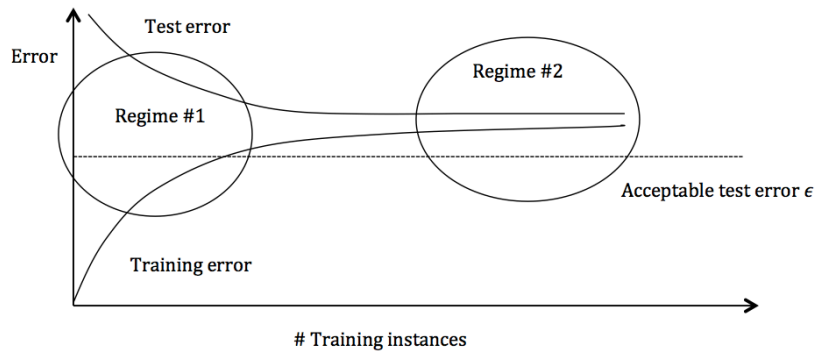 Test error
Error
Regime #2
Regime #1
Acceptable test error ϵ
Training error
# Training instances